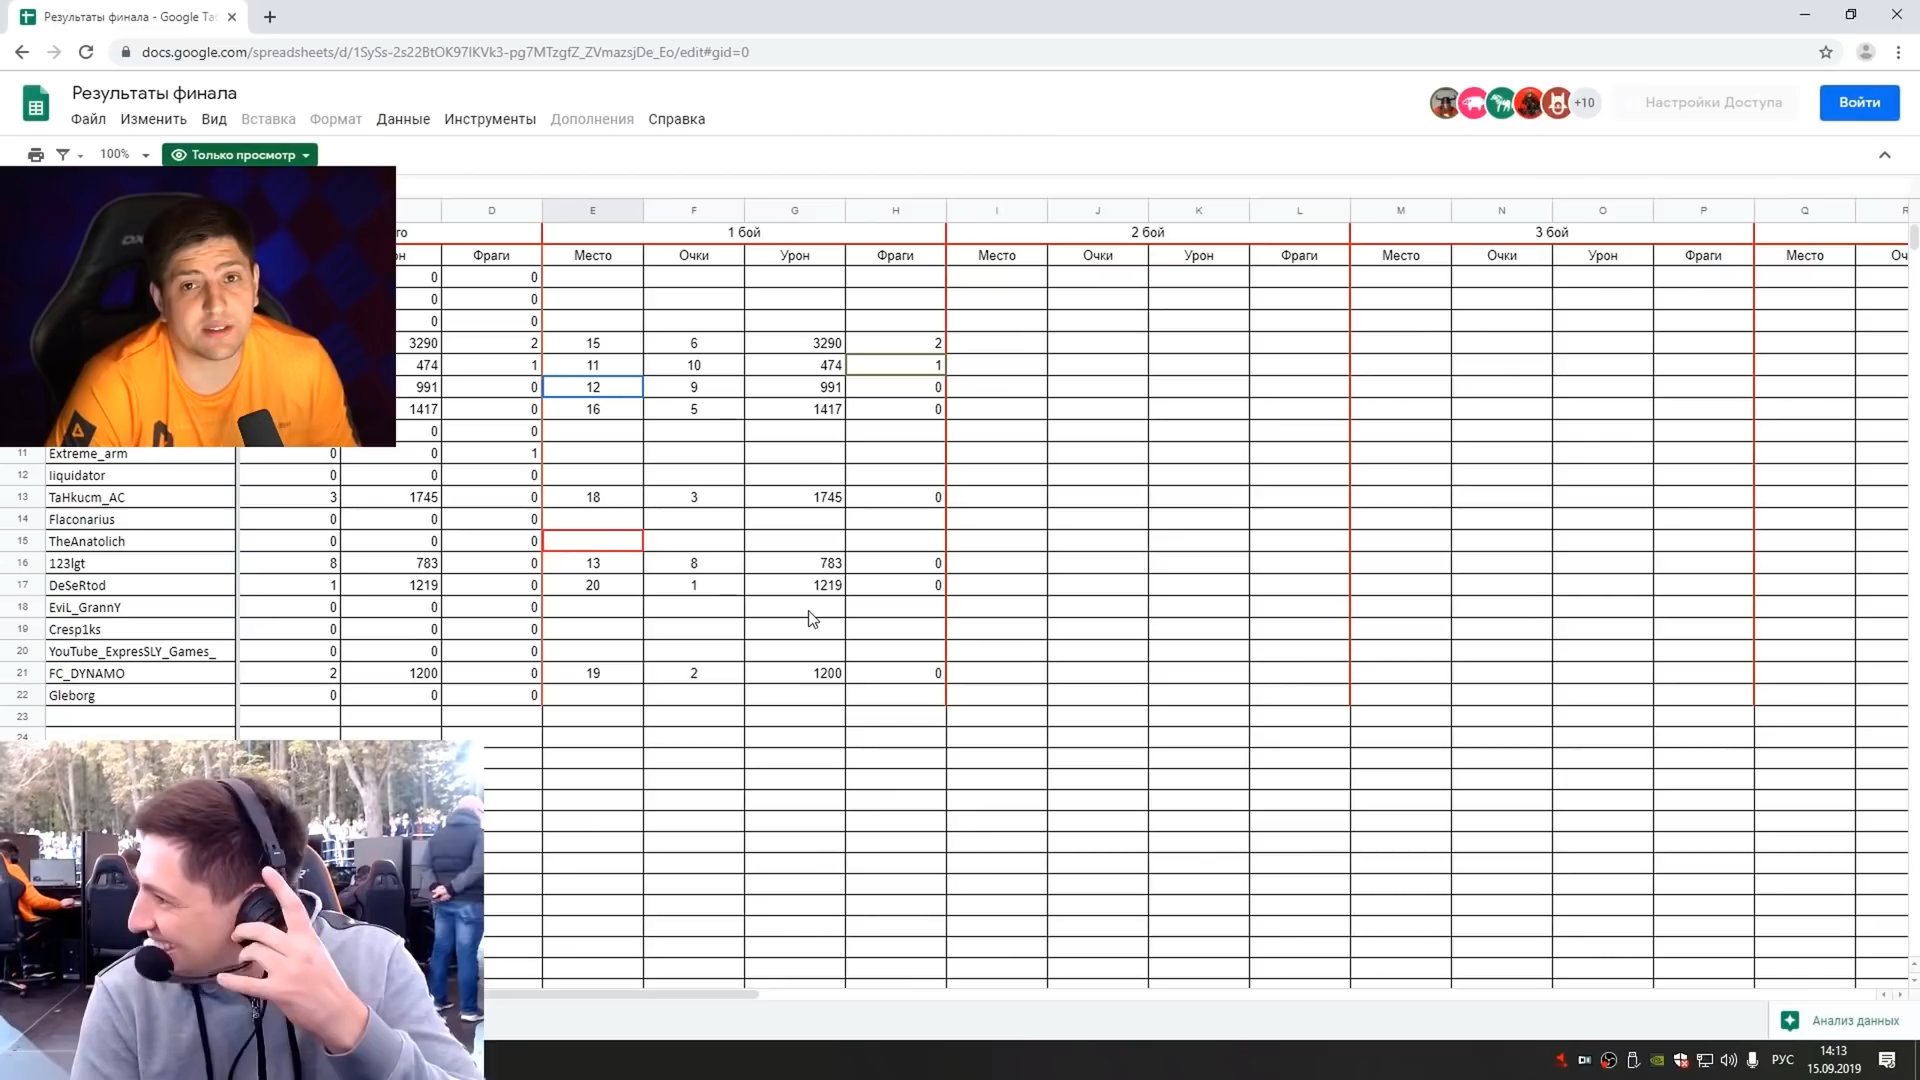 Результаты финала - Google Та
docs.google.com/spreadsheets/d/1SySs-2s22BtOK97IKVk3-pg7MTzgfZ_ZVmazsjDe_Eo/edit#gid=0
Результаты финала
Файл Изменить Вид Вставка Формат Данные Инструменты Дополнения Справка
+10 Настройки Доступа Войти
100% Только просмотр
D E F G H I J K L M N O P Q R
го 1 бой 2 бой 3 бой
он Фраги Место Очки Урон Фраги Место Очки Урон Фраги Место Очки Урон Фраги Место Оч
0 0
0 0
0 0
3290 2 15 6 3290 2
474 1 11 10 474 1
991 0 12 9 991 0
1417 0 16 5 1417 0
0 0
11 Extreme_arm 0 0 1
12 liquidator 0 0 0
13 TaHkucm_AC 3 1745 0 18 3 1745 0
14 Flaconarius 0 0 0
15 TheAnatolich 0 0 0
16 123lgt 8 783 0 13 8 783 0
17 DeSeRtod 1 1219 0 20 1 1219 0
18 EviL_GrannY 0 0 0
19 Cresp1ks 0 0 0
20 YouTube_ExpresSLY_Games_ 0 0 0
21 FC_DYNAMO 2 1200 0 19 2 1200 0
22 Gleborg 0 0 0
23
24
Анализ данных
РУС 14:13
15.09.2019